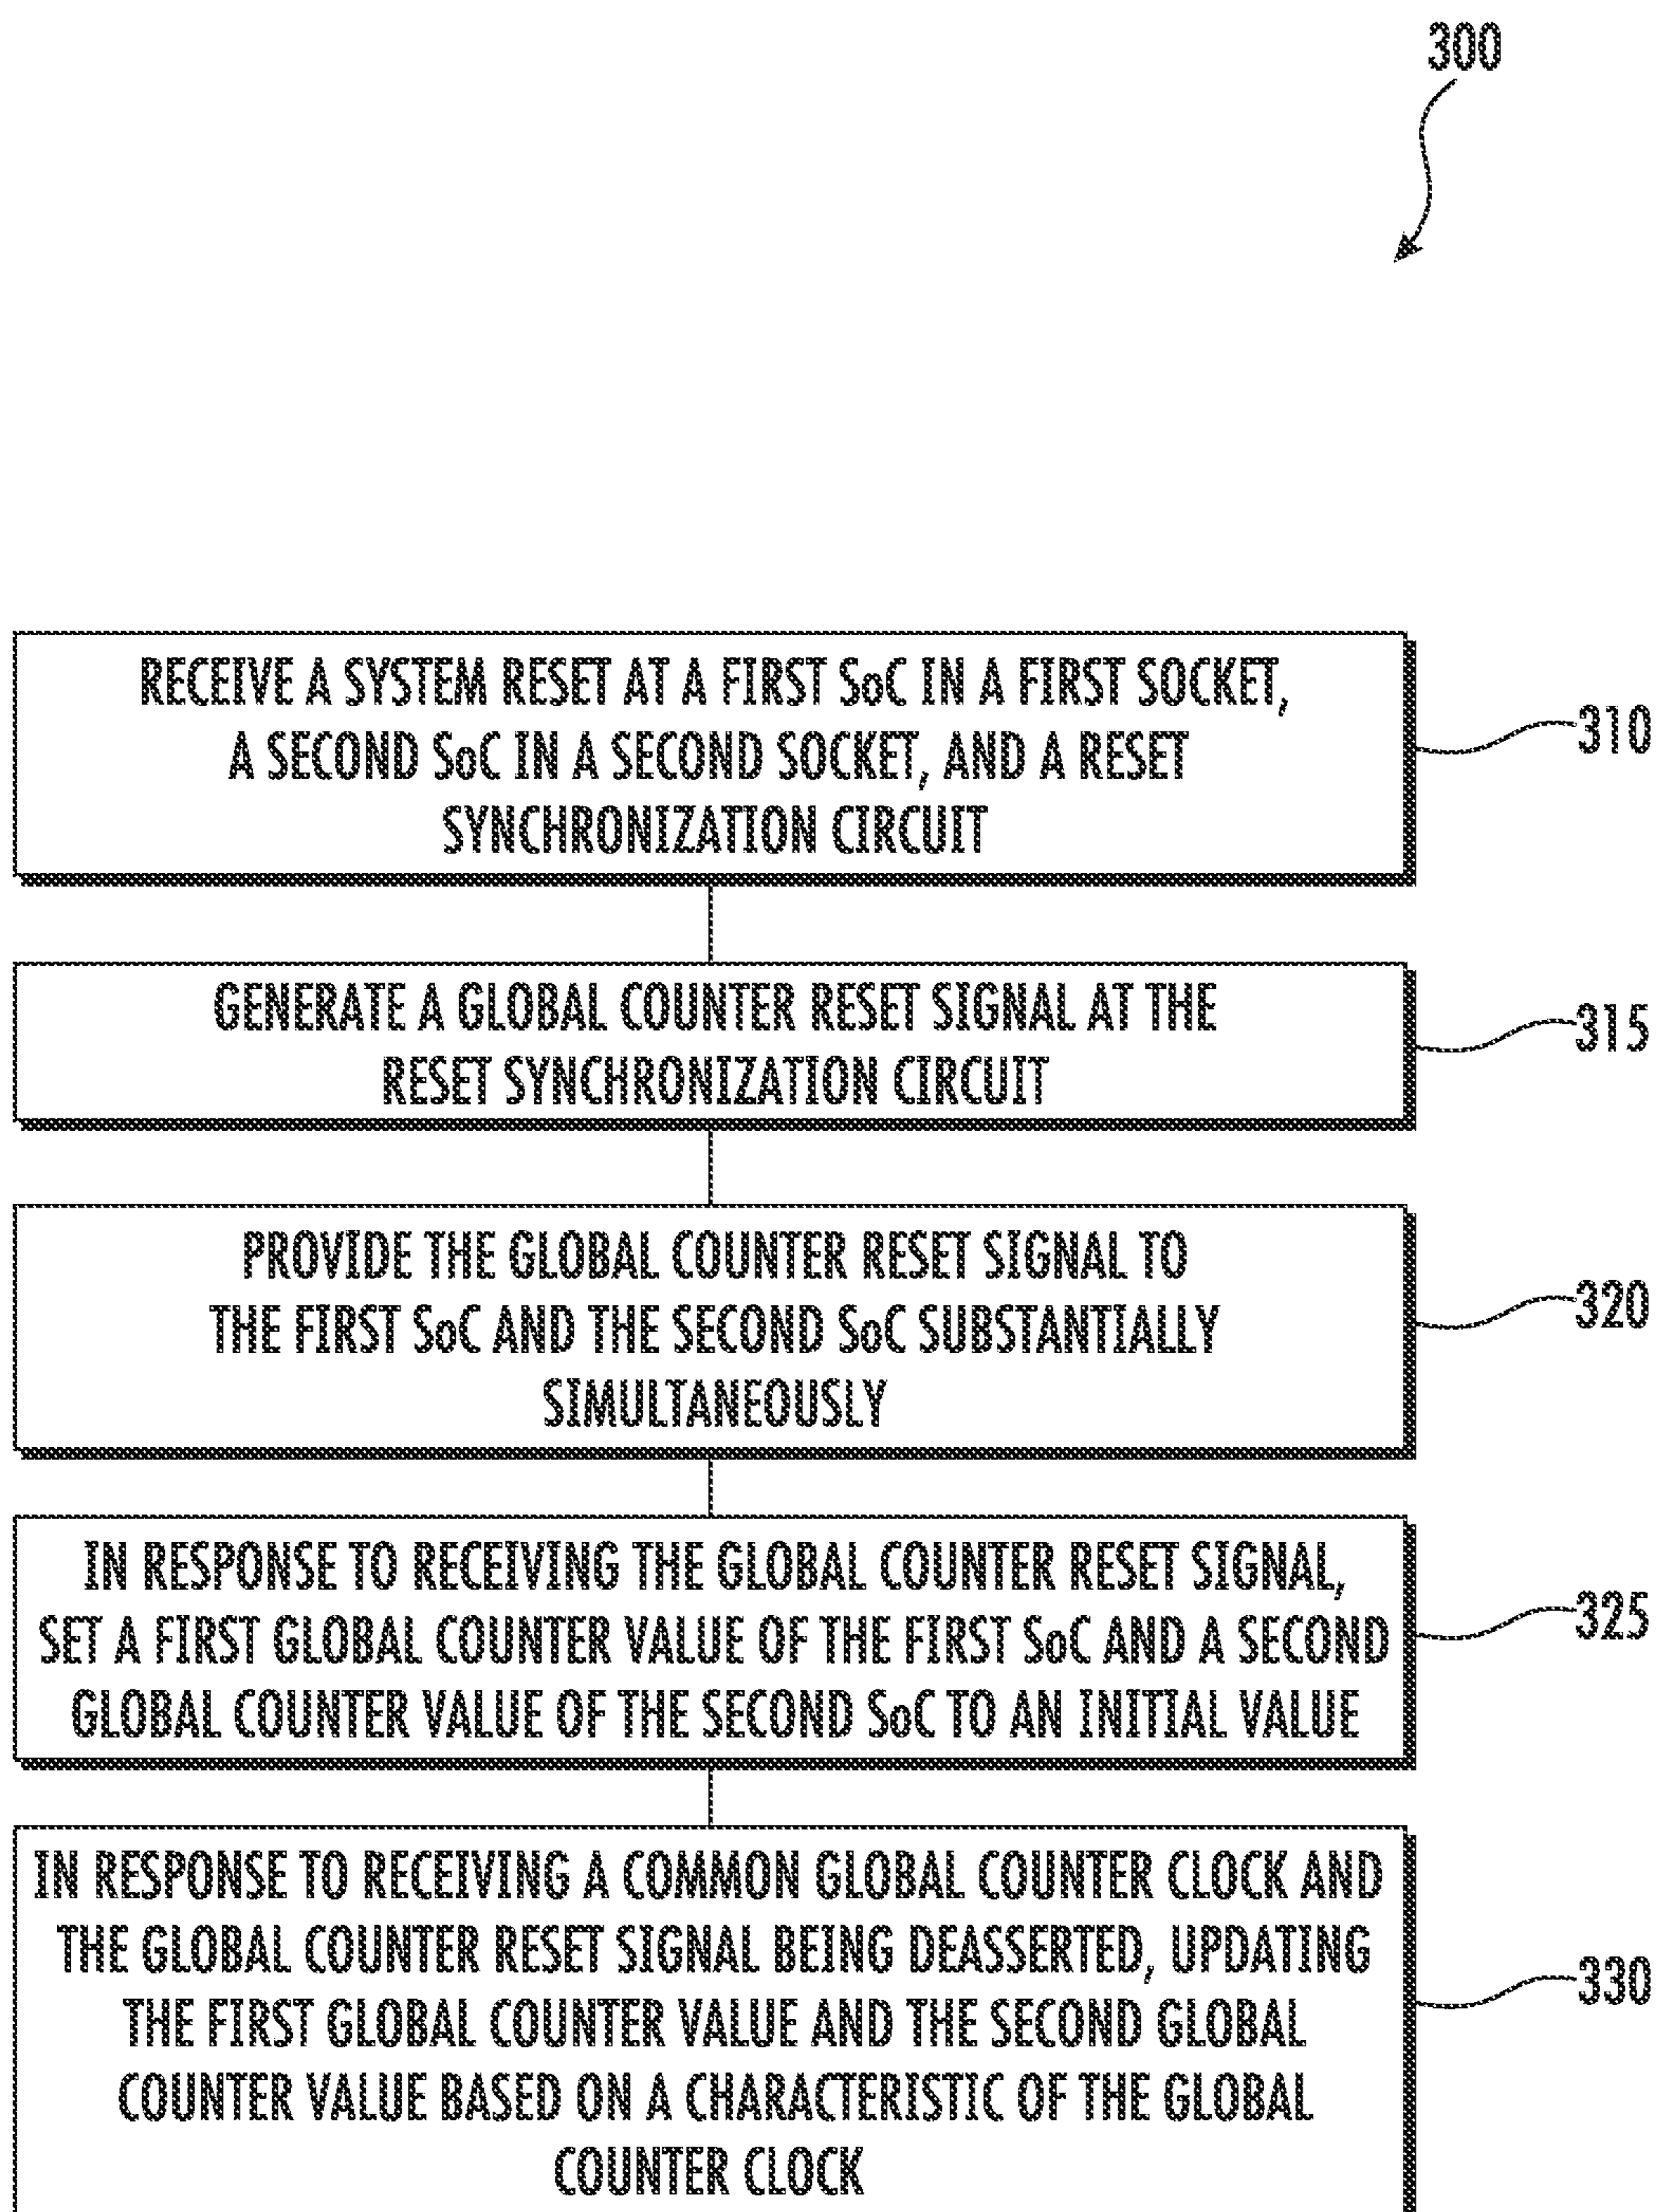 300
RECEIVE A SYSTEM RESET AT A FIRST SoC IN A FIRST SOCKET,
A SECOND SoC IN A SECOND SOCKET, AND A RESET
SYNCHRONIZATION CIRCUIT
310
GENERATE A GLOBAL COUNTER RESET SIGNAL AT THE
RESET SYNCHRONIZATION CIRCUIT
315
PROVIDE THE GLOBAL COUNTER RESET SIGNAL TO
THE FIRST SoC AND THE SECOND SoC SUBSTANTIALLY
SIMULTANEOUSLY
320
IN RESPONSE TO RECEIVING THE GLOBAL COUNTER RESET SIGNAL,
SET A FIRST GLOBAL COUNTER VALUE OF THE FIRST SoC AND A SECOND
GLOBAL COUNTER VALUE OF THE SECOND SoC TO AN INITIAL VALUE
325
IN RESPONSE TO RECEIVING A COMMON GLOBAL COUNTER CLOCK AND
THE GLOBAL COUNTER RESET SIGNAL BEING DEASSERTED, UPDATING
THE FIRST GLOBAL COUNTER VALUE AND THE SECOND GLOBAL
COUNTER VALUE BASED ON A CHARACTERISTIC OF THE GLOBAL
COUNTER CLOCK
330